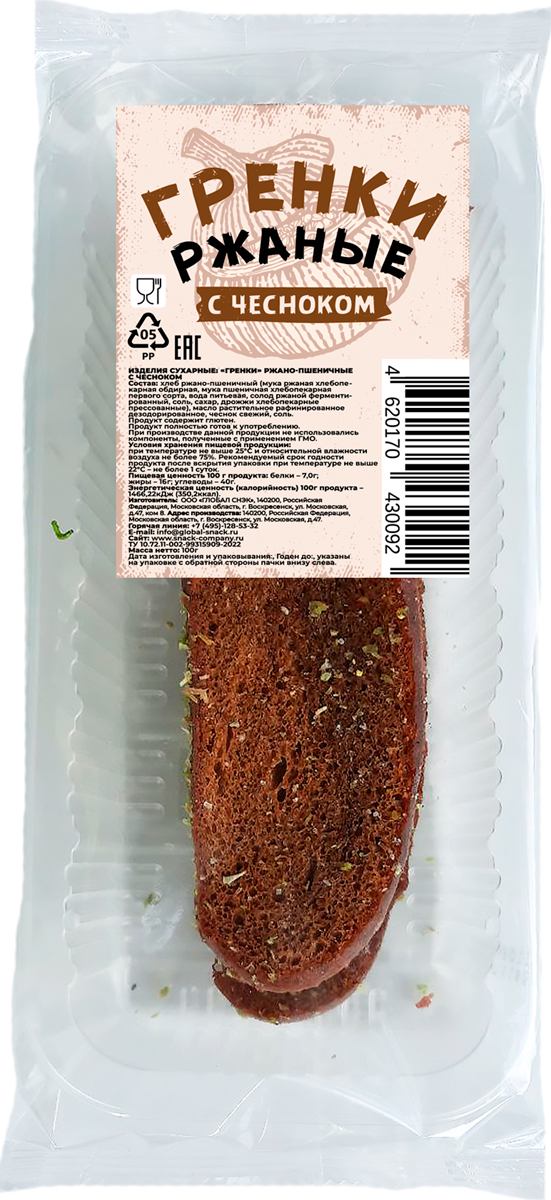 ГРЕНКИ
РЖАНЫЕ
С ЧЕСНОКОМ
05
PP
EAC
ИЗДЕЛИЯ СУХАРНЫЕ: «ГРЕНКИ» РЖАНО-ПШЕНИЧНЫЕ
С ЧЕСНОКОМ
Состав: хлеб ржано-пшеничный (мука ржаная хлебопе-
карная обдирная, мука пшеничная хлебопекарная
первого сорта, вода питьевая, солод ржаной ферменти-
рованный, соль, сахар, дрожжи хлебопекарные
прессованные), масло растительное рафинированное
дезодорированное, чеснок свежий, соль.
Продукт содержит глютен.
Продукт полностью готов к употреблению.
При производстве данной продукции не использовались
компоненты, полученные с применением ГМО.
Условия хранения пищевой продукции:
при температуре не выше 25°С и относительной влажности
воздуха не более 75%. Рекомендуемый срок годности
продукта после вскрытия упаковки при температуре не выше
22°С – не более 1 суток.
Пищевая ценность 100 г продукта: белки – 7,0г;
жиры – 16г; углеводы – 40г.
Энергетическая ценность (калорийность) 100г продукта –
1466,22кДж (350,2ккал).
Изготовитель: ООО «ГЛОБАЛ СНЭК», 140200, Российская
Федерация, Московская область, г. Воскресенск, ул. Московская,
д.47, ком 8. Адрес производства: 140200, Российская Федерация,
Московская область, г. Воскресенск, ул. Московская, д.47.
Горячая линия: +7 (495)-128-53-32
E-mail: info@global-snack.ru
Сайт: www.snack-company.ru
ТУ 10.72.11-002-99315909-2022
Масса нетто: 100г
Дата изготовления и упаковывания:, Годен до:, указаны
на упаковке с обратной стороны пачки внизу слева.
4 620170 430092